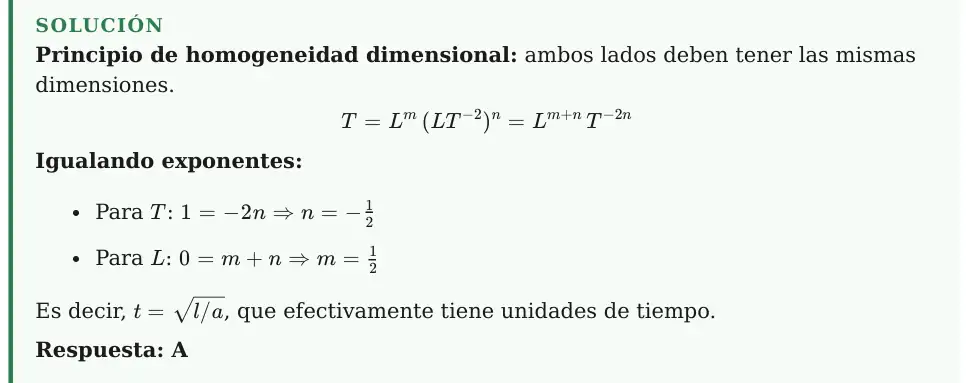 SOLUCIÓN
Principio de homogeneidad dimensional: ambos lados deben tener las mismas
dimensiones.
T = L^m (LT^{-2})^n = L^{m+n} T^{-2n}
Igualando exponentes:
• Para T: 1 = −2n ⇒ n = −1/2
• Para L: 0 = m + n ⇒ m = 1/2
Es decir, t = √(l/a), que efectivamente tiene unidades de tiempo.
Respuesta: A